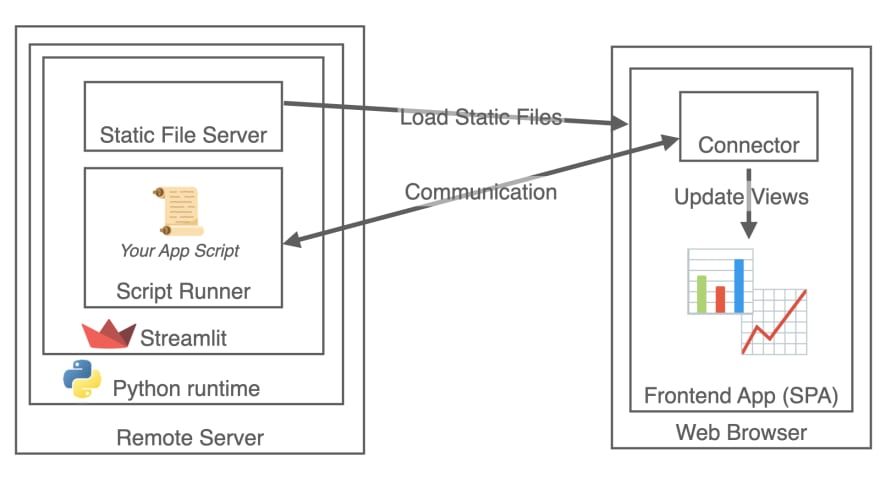 Static File Server
Your App Script
Script Runner
Streamlit
Python runtime
Remote Server
Load Static Files
Communication
Connector
Update Views
Frontend App (SPA)
Web Browser